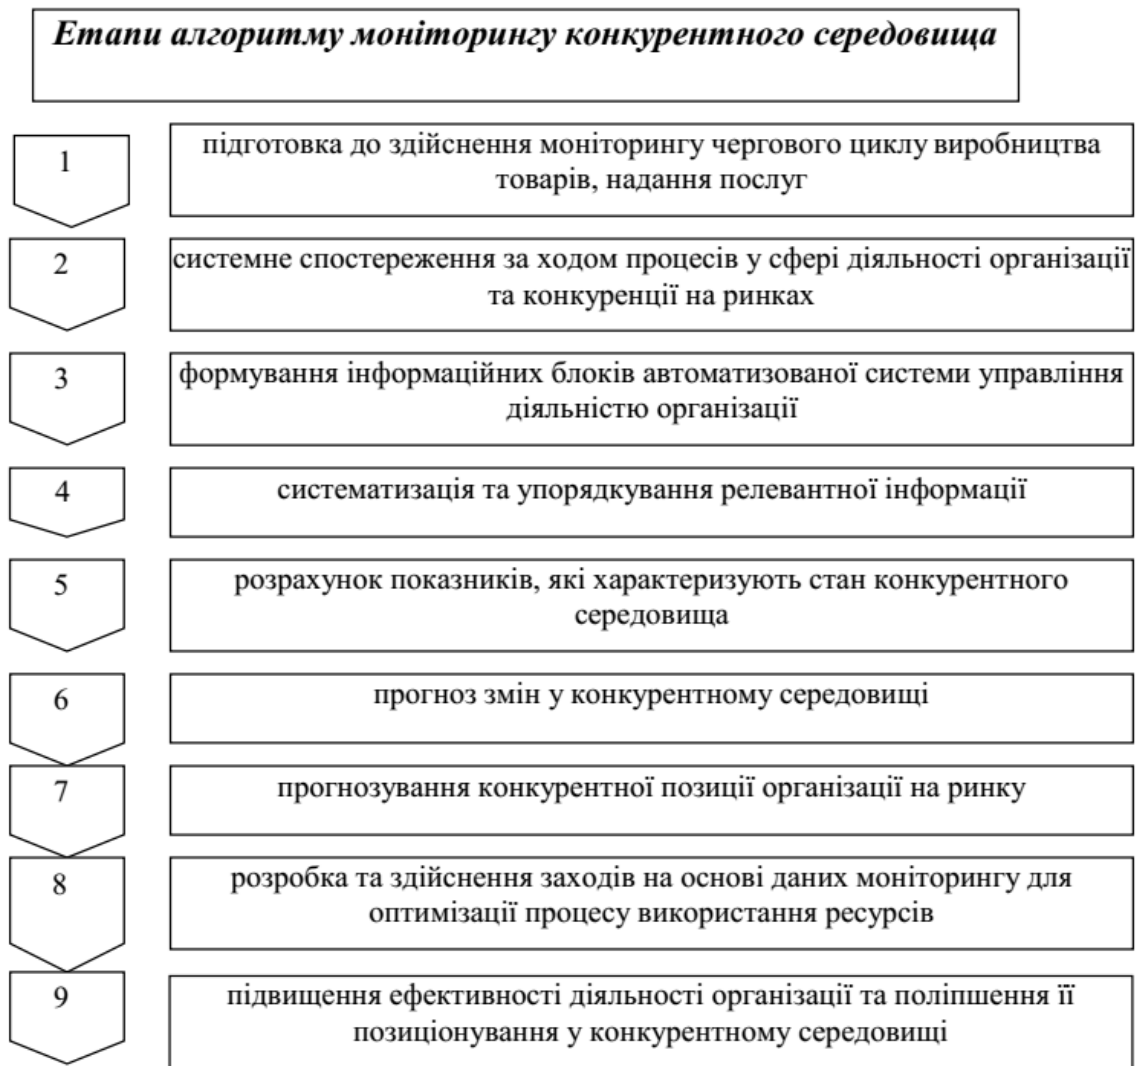 Етапи алгоритму моніторингу конкурентного середовища
1
підготовка до здійснення моніторингу чергового циклу виробництва
товарів, надання послуг
2
системне спостереження за ходом процесів у сфері діяльності організації
та конкуренції на ринках
3
формування інформаційних блоків автоматизованої системи управління
діяльністю організації
4
систематизація та упорядкування релевантної інформації
5
розрахунок показників, які характеризують стан конкурентного
середовища
6
прогноз змін у конкурентному середовищі
7
прогнозування конкурентної позиції організації на ринку
8
розробка та здійснення заходів на основі даних моніторингу для
оптимізації процесу використання ресурсів
9
підвищення ефективності діяльності організації та поліпшення її
позиціонування у конкурентному середовищі